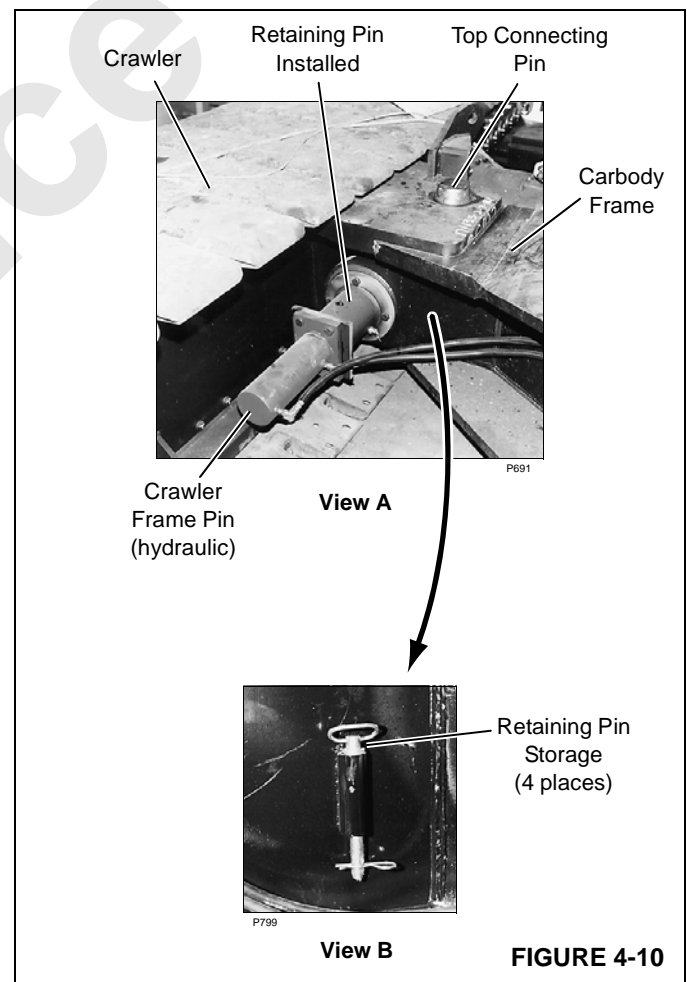 Crawler
Retaining Pin
Installed
Top Connecting
Pin
Carbody
Frame
P691
Crawler
Frame Pin
(hydraulic)
View A
Retaining Pin
Storage
(4 places)
P799
View B
FIGURE 4-10